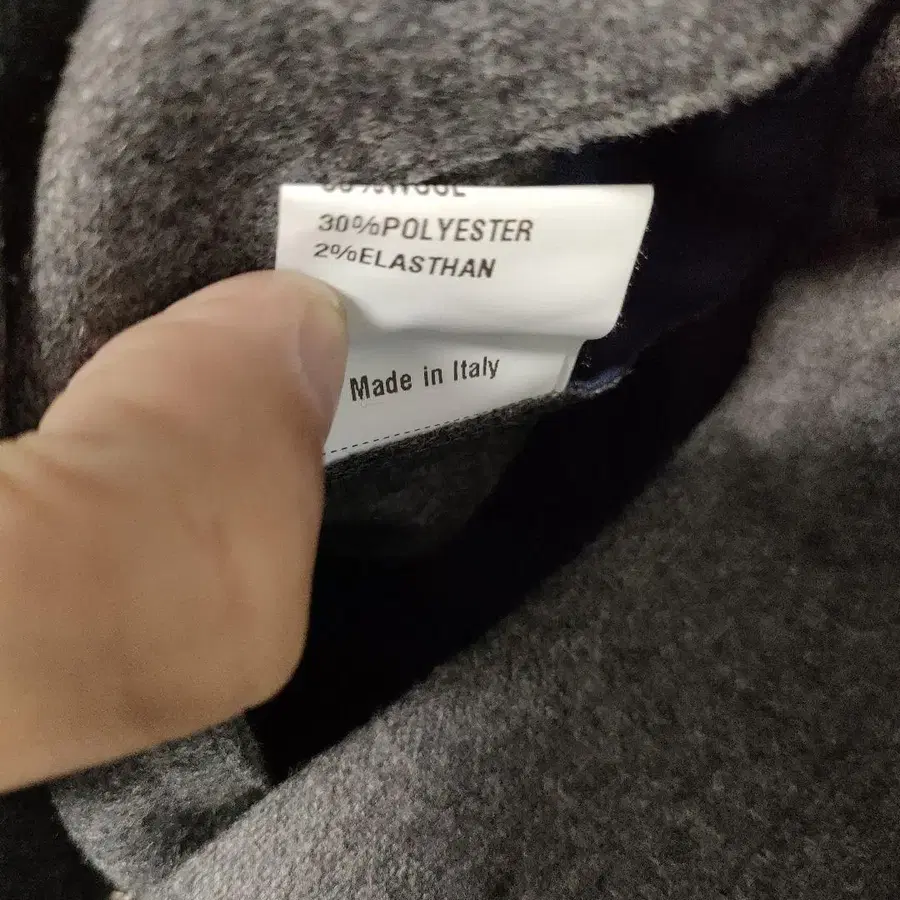 30%POLYESTER
2%ELASTHAN
Made in Italy